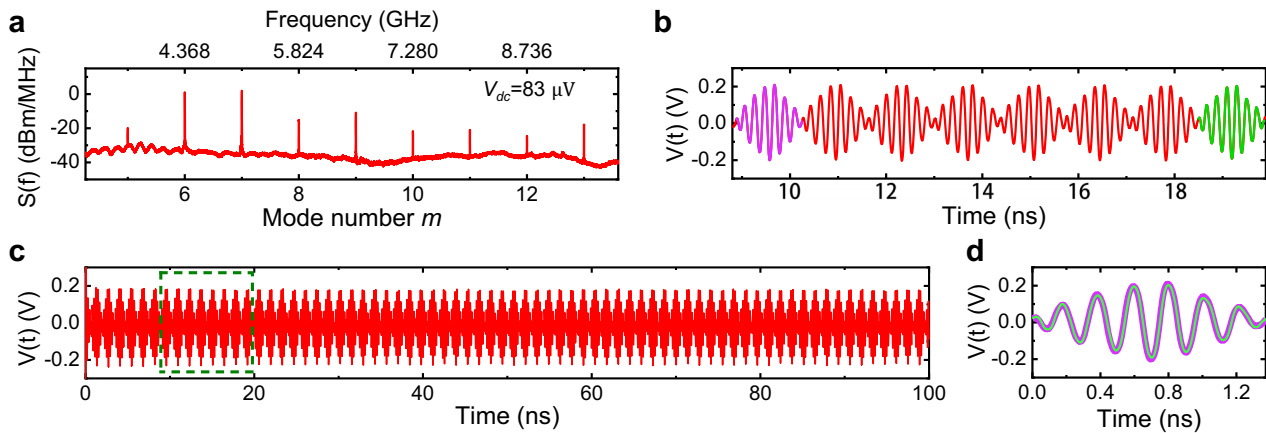 a
Frequency (GHz)
4.368 5.824 7.280 8.736
S(f) (dBm/MHz)
0
-20
-40
V_dc=83 μV
6 8 10 12
Mode number m
b
V(t) (V)
0.2
0.0
-0.2
10 12 14 16 18
Time (ns)
c
V(t) (V)
0.2
0.0
-0.2
0 20 40 60 80 100
Time (ns)
d
V(t) (V)
0.2
0.0
-0.2
0.0 0.4 0.8 1.2
Time (ns)